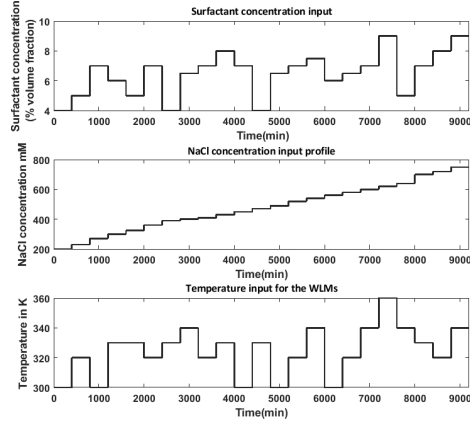 Surfactant concentration input
Surfactant concentration
(% volume fraction)
10
8
6
4
0 1000 2000 3000 4000 5000 6000 7000 8000 9000
Time(min)
NaCl concentration input profile
NaCl concentration mM
800
600
400
200
0 1000 2000 3000 4000 5000 6000 7000 8000 9000
Time(min)
Temperature input for the WLMs
Temperature in K
360
340
320
300
0 1000 2000 3000 4000 5000 6000 7000 8000 9000
Time(min)